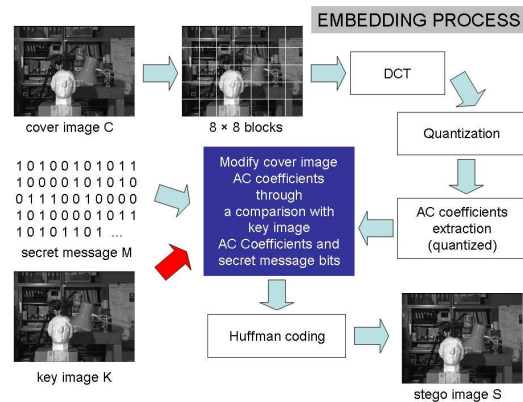 EMBEDDING PROCESS
cover image C
8 × 8 blocks
DCT
Quantization
AC coefficients
extraction
(quantized)
1 0 1 0 0 1 0 1 0 1 1
1 0 0 0 0 1 0 1 0 1 0
0 1 1 1 0 0 1 0 0 0 0
1 0 1 0 0 0 0 1 0 1 1
1 0 1 0 1 1 0 1 ...
secret message M
Modify cover image
AC coefficients
through
a comparison with
key image
AC Coefficients and
secret message bits
key image K
Huffman coding
stego image S